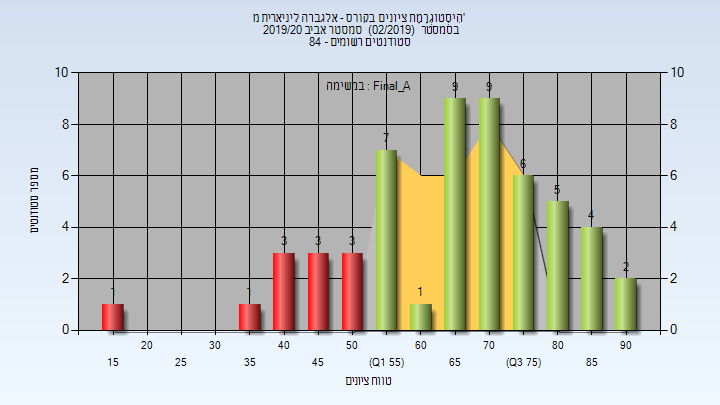 הִיסְטוֹגְרָמַת ציונים בקורס - אלגברה ליניארית מ'
בסמסטר (02/2019) סמסטר אביב 2019/20
סטודנטים רשומים - 84
במשימה : Final_A
מספר סטודנטים
10 10
8 8
6 6
4 4
2 2
0 0
1 1 3 3 3 7 1 9 9 6 5 4 2
20 30 40 50 60 70 80 90
15 25 35 45 (Q1 55) 65 (Q3 75) 85
טווח ציונים